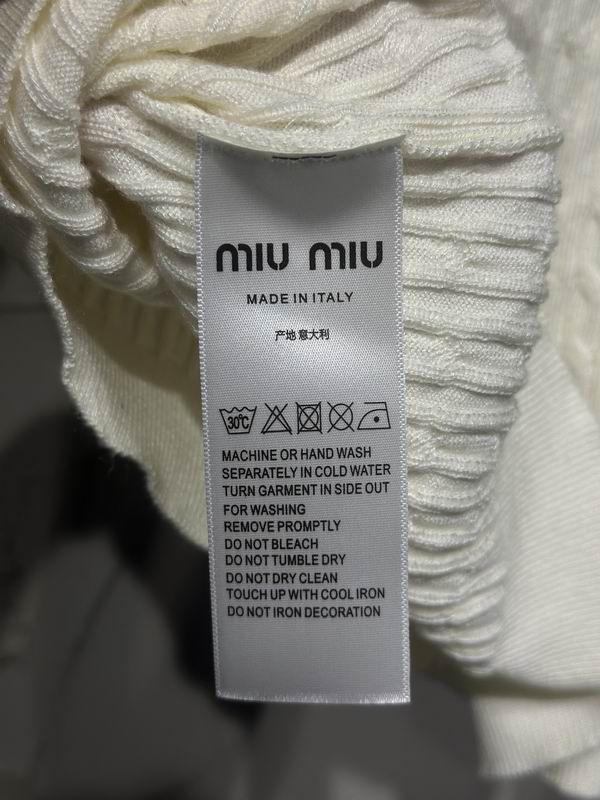 miu miu
MADE IN ITALY
产地 意大利
30°C
MACHINE OR HAND WASH
SEPARATELY IN COLD WATER
TURN GARMENT IN SIDE OUT
FOR WASHING
REMOVE PROMPTLY
DO NOT BLEACH
DO NOT TUMBLE DRY
DO NOT DRY CLEAN
TOUCH UP WITH COOL IRON
DO NOT IRON DECORATION